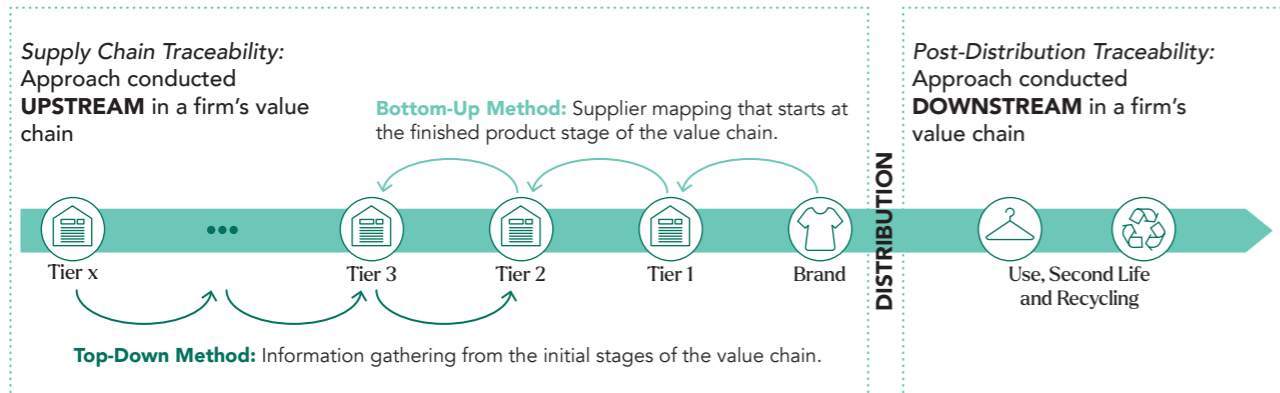 Supply Chain Traceability:
Approach conducted
UPSTREAM in a firm's value
chain
Bottom-Up Method: Supplier mapping that starts at
the finished product stage of the value chain.
Tier x
•••
Tier 3
Tier 2
Tier 1
Brand
Top-Down Method: Information gathering from the initial stages of the value chain.
DISTRIBUTION
Post-Distribution Traceability:
Approach conducted
DOWNSTREAM in a firm's
value chain
Use, Second Life
and Recycling